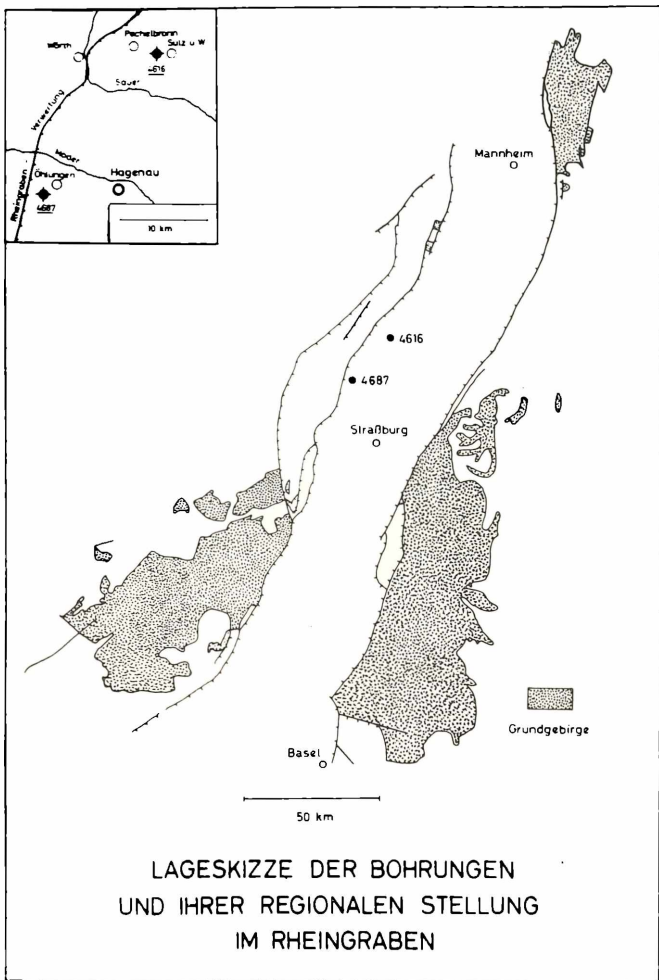 Pechelbronn
Wörth
Sulz u W
4616
Sauer
Rheingraben Verwerfung
Moder
Öhlungen
Hagenau
4687
10 km
Mannheim
4616
4687
Straßburg
Grundgebirge
Basel
50 km
LAGESKIZZE DER BOHRUNGEN
UND IHRER REGIONALEN STELLUNG
IM RHEINGRABEN